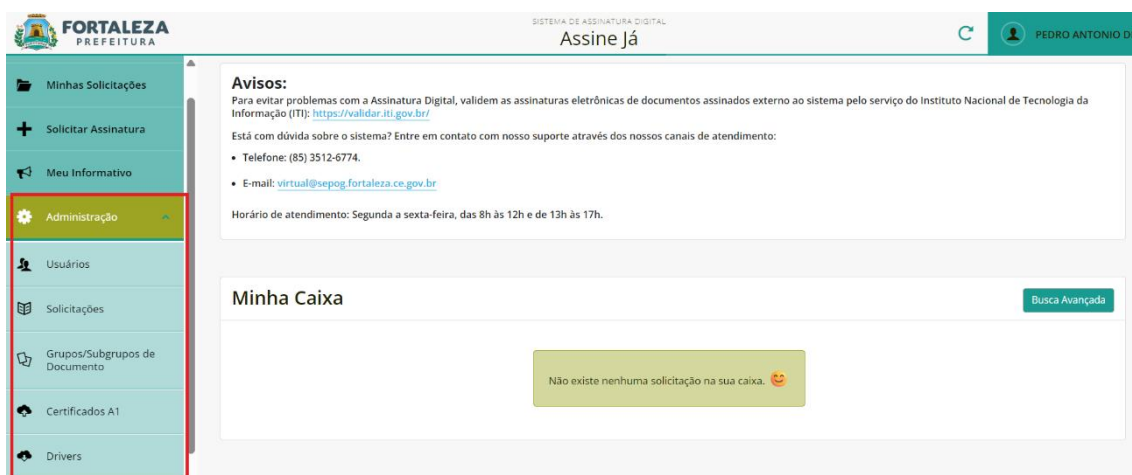 FORTALEZA
PREFEITURA
SISTEMA DE ASSINATURA DIGITAL
Assine Já
PEDRO ANTONIO D
Minhas Solicitações
Solicitar Assinatura
Meu Informativo
Administração
Usuários
Solicitações
Grupos/Subgrupos de
Documento
Certificados A1
Drivers
Avisos:
Para evitar problemas com a Assinatura Digital, validem as assinaturas eletrônicas de documentos assinados externo ao sistema pelo serviço do Instituto Nacional de Tecnologia da
Informação (ITI): https://validar.iti.gov.br/
Está com dúvida sobre o sistema? Entre em contato com nosso suporte através dos nossos canais de atendimento:
• Telefone: (85) 3512-6774.
• E-mail: virtual@sepog.fortaleza.ce.gov.br
Horário de atendimento: Segunda a sexta-feira, das 8h às 12h e de 13h às 17h.
Minha Caixa
Busca Avançada
Não existe nenhuma solicitação na sua caixa. 😊